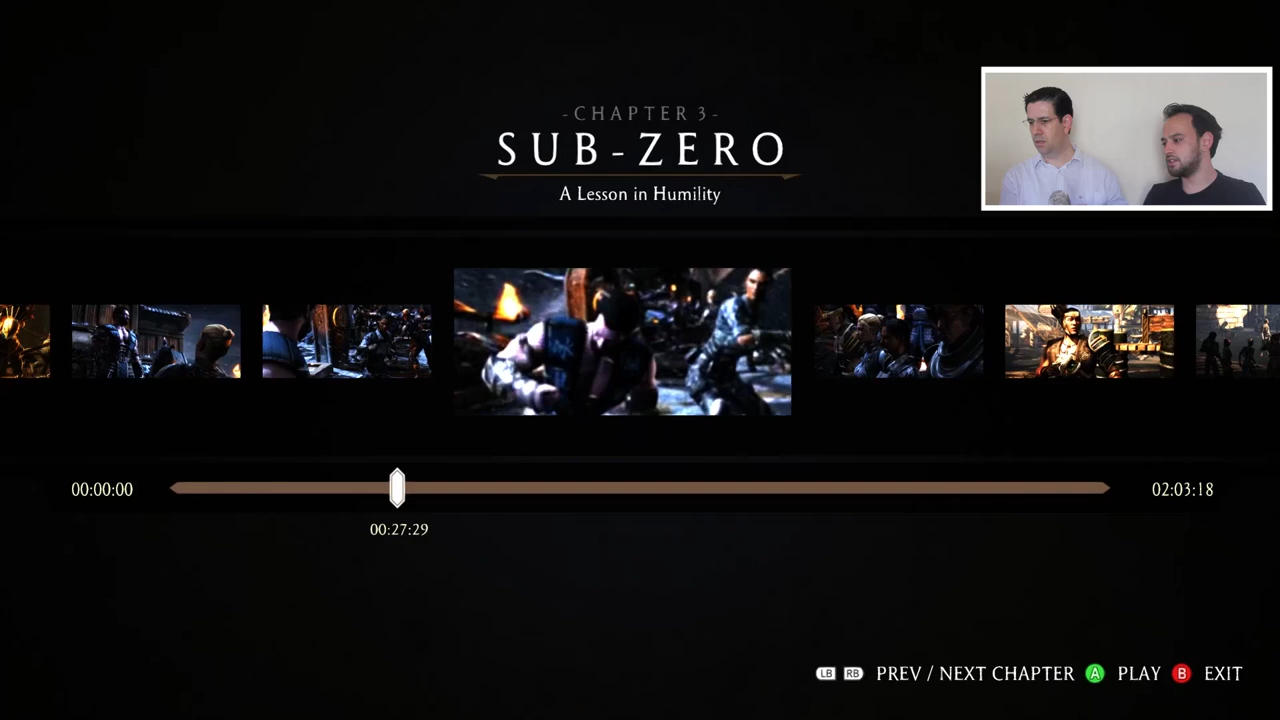 -CHAPTER 3-
SUB-ZERO
A Lesson in Humility
00:00:00
02:03:18
00:27:29
LB RB PREV / NEXT CHAPTER A PLAY B EXIT